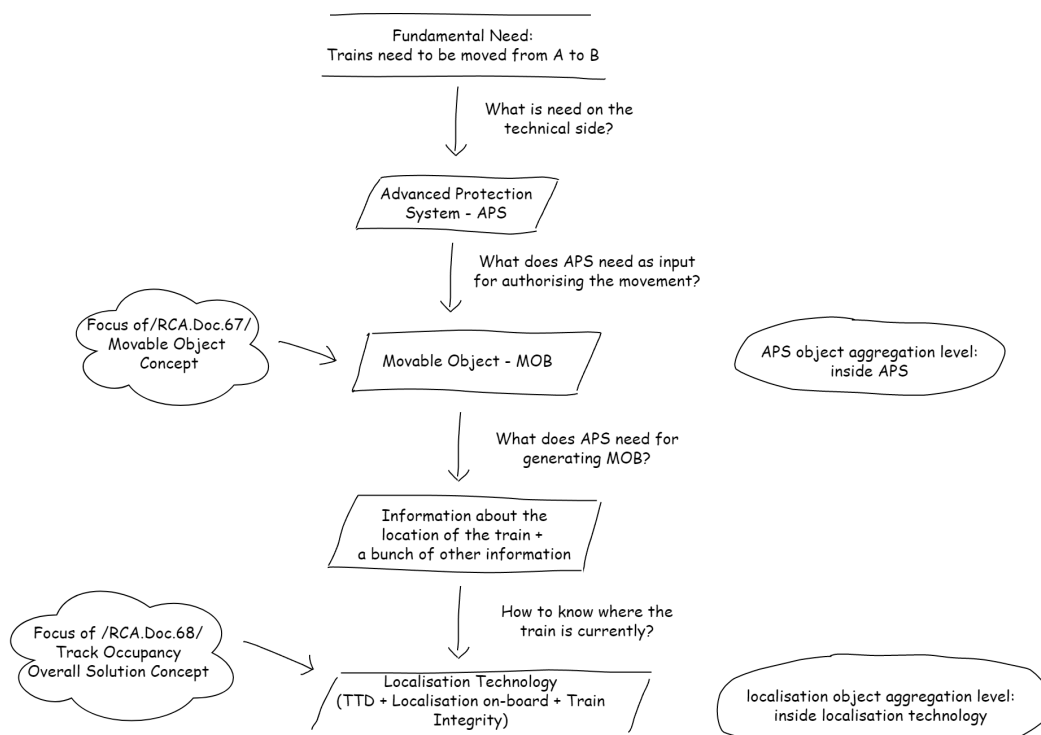 Fundamental Need:
Trains need to be moved from A to B
What is need on the
technical side?
Advanced Protection
System - APS
What does APS need as input
for authorising the movement?
Focus of/RCA.Doc.67/
Movable Object
Concept
Movable Object - MOB
APS object aggregation level:
inside APS
What does APS need for
generating MOB?
Information about the
location of the train +
a bunch of other information
How to know where the
train is currently?
Focus of /RCA.Doc.68/
Track Occupancy
Overall Solution Concept
Localisation Technology
(TTD + Localisation on-board + Train
Integrity)
localisation object aggregation level:
inside localisation technology